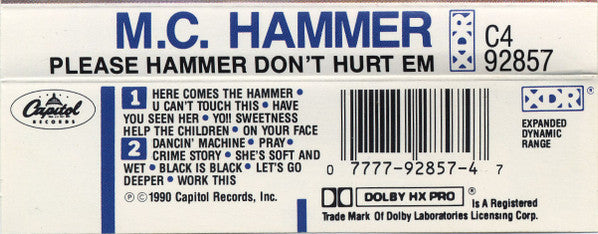 M.C. HAMMER
PLEASE HAMMER DON'T HURT EM
XDR
C4
92857
Capitol
RECORDS
1 HERE COMES THE HAMMER •
U CAN'T TOUCH THIS • HAVE
YOU SEEN HER • YO!! SWEETNESS
HELP THE CHILDREN • ON YOUR FACE
2 DANCIN' MACHINE • PRAY •
CRIME STORY • SHE'S SOFT AND
WET • BLACK IS BLACK • LET'S GO
DEEPER • WORK THIS
℗ © 1990 Capitol Records, Inc.
0 7777-92857-4 7
XDR
EXPANDED
DYNAMIC
RANGE
DOLBY HX PRO ® Is A Registered
Trade Mark Of Dolby Laboratories Licensing Corp.